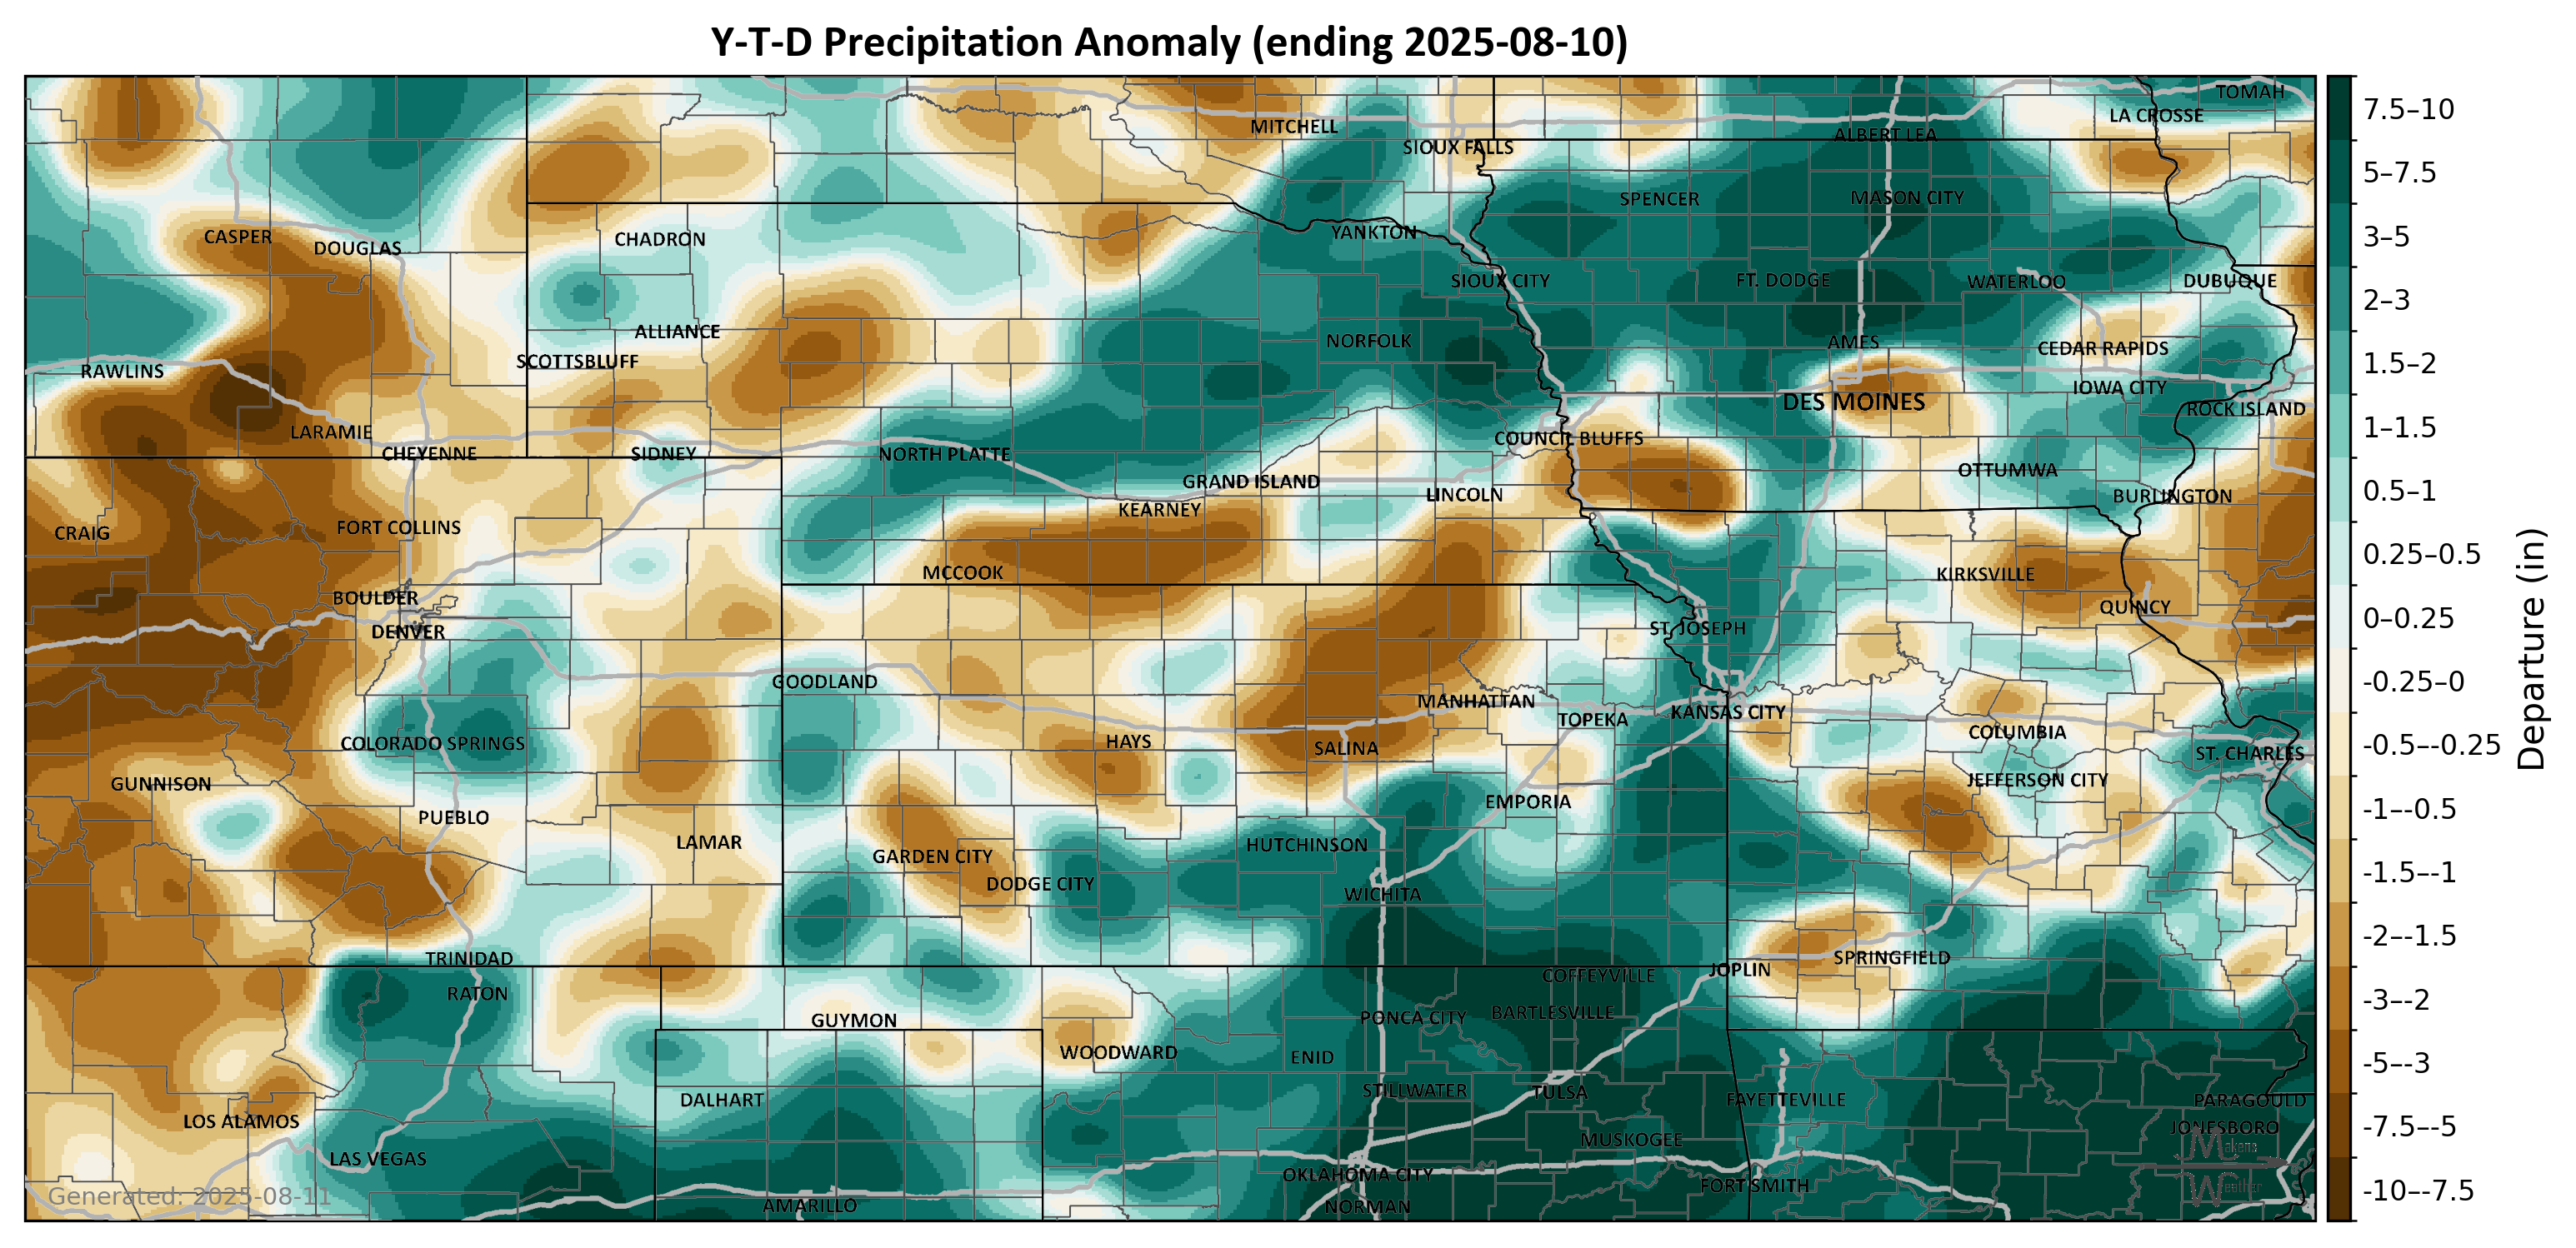 Y-T-D Precipitation Anomaly (ending 2025-08-10)
TOMAH
LA CROSSE
MITCHELL
ALBERT LEA
SIOUX FALLS
SPENCER
MASON CITY
YANKTON
CASPER
DOUGLAS
CHADRON
SIOUX CITY
FT. DODGE
WATERLOO
DUBUQUE
ALLIANCE
NORFOLK
AMES
CEDAR RAPIDS
SCOTTSBLUFF
RAWLINS
IOWA CITY
DES MOINES
ROCK ISLAND
LARAMIE
COUNCIL BLUFFS
CHEYENNE
SIDNEY
NORTH PLATTE
OTTUMWA
GRAND ISLAND
LINCOLN
BURLINGTON
KEARNEY
CRAIG
FORT COLLINS
MCCOOK
KIRKSVILLE
BOULDER
QUINCY
DENVER
ST. JOSEPH
GOODLAND
MANHATTAN
TOPEKA
KANSAS CITY
COLORADO SPRINGS
HAYS
SALINA
COLUMBIA
ST. CHARLES
GUNNISON
JEFFERSON CITY
PUEBLO
EMPORIA
LAMAR
HUTCHINSON
GARDEN CITY
DODGE CITY
WICHITA
TRINIDAD
SPRINGFIELD
JOPLIN
COFFEYVILLE
RATON
GUYMON
PONCA CITY
BARTLESVILLE
WOODWARD
ENID
STILLWATER
TULSA
DALHART
FAYETTEVILLE
PARAGOULD
LOS ALAMOS
JONESBORO
MUSKOGEE
Makens
LAS VEGAS
OKLAHOMA CITY
FORT SMITH
Weather
Generated: 2025-08-11
AMARILLO
NORMAN
7.5–10
5–7.5
3–5
2–3
1.5–2
1–1.5
0.5–1
0.25–0.5
0–0.25
-0.25–0
-0.5–-0.25
-1–-0.5
-1.5–-1
-2–-1.5
-3–-2
-5–-3
-7.5–-5
-10–-7.5
Departure (in)